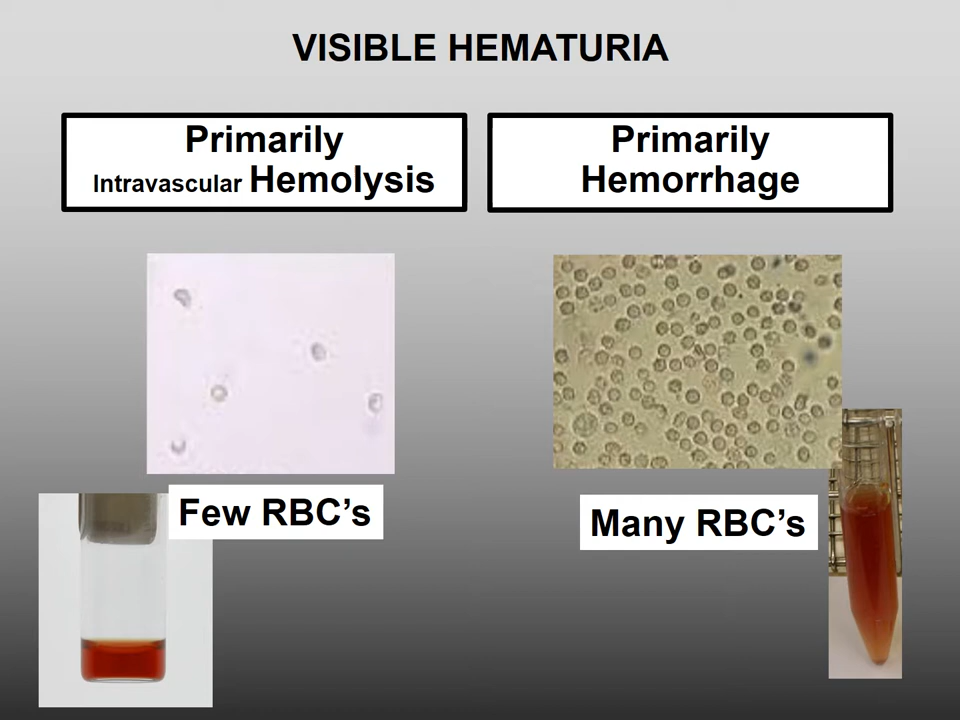 VISIBLE HEMATURIA
Primarily
Intravascular Hemolysis
Primarily
Hemorrhage
Few RBC’s
Many RBC’s